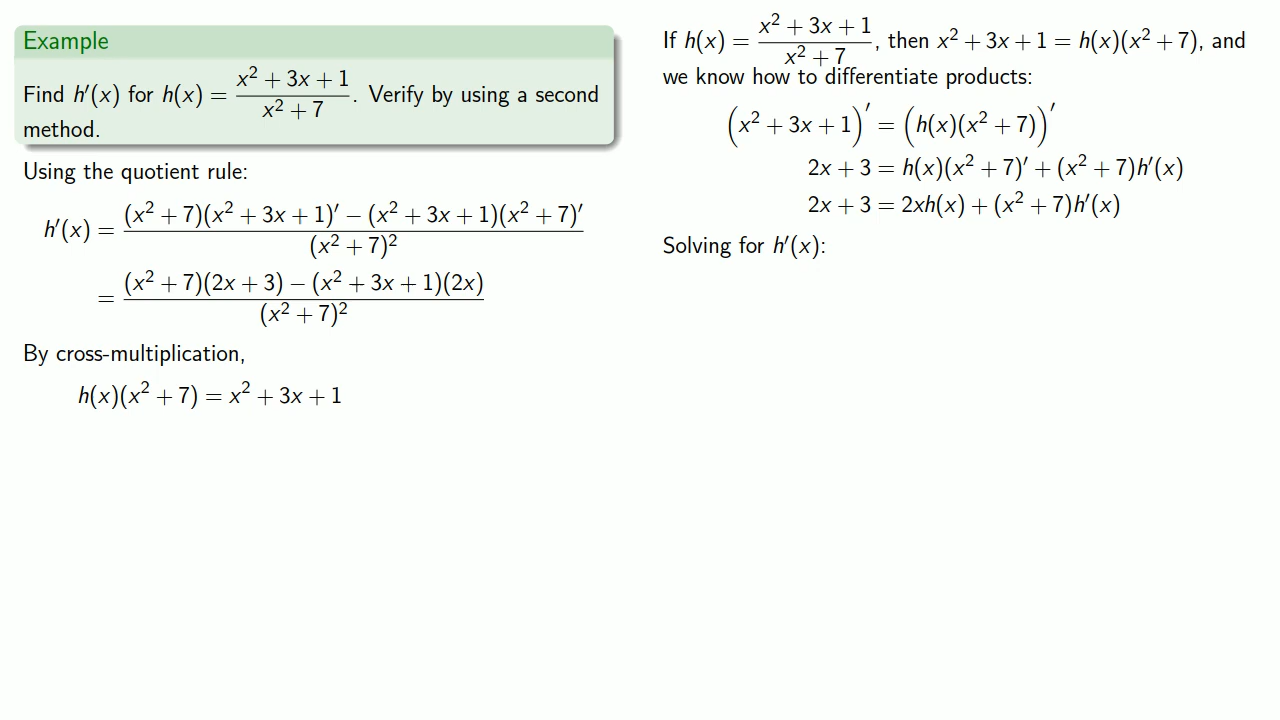 Example
Find h′(x) for h(x) = (x² + 3x + 1)/(x² + 7). Verify by using a second
method.
Using the quotient rule:
h′(x) = ((x² + 7)(x² + 3x + 1)′ − (x² + 3x + 1)(x² + 7)′)/(x² + 7)²
= ((x² + 7)(2x + 3) − (x² + 3x + 1)(2x))/(x² + 7)²
By cross-multiplication,
h(x)(x² + 7) = x² + 3x + 1
If h(x) = (x² + 3x + 1)/(x² + 7), then x² + 3x + 1 = h(x)(x² + 7), and
we know how to differentiate products:
(x² + 3x + 1)′ = (h(x)(x² + 7))′
2x + 3 = h(x)(x² + 7)′ + (x² + 7)h′(x)
2x + 3 = 2xh(x) + (x² + 7)h′(x)
Solving for h′(x):